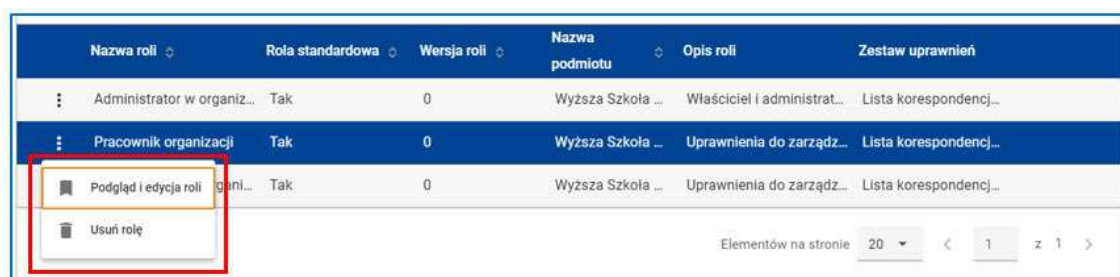 Nazwa roli Rola standardowa Wersja roli Nazwa podmiotu Opis roli Zestaw uprawnień
Administrator w organiz... Tak 0 Wyższa Szkoła ... Właściciel i administrat... Lista korespondencj...
Pracownik organizacji Tak 0 Wyższa Szkoła ... Uprawnienia do zarządz... Lista korespondencj...
Podgląd i edycja roli gani... Tak 0 Wyższa Szkoła ... Uprawnienia do zarządz... Lista korespondencj...
Usuń rolę
Elementów na stronie 20 1 z 1